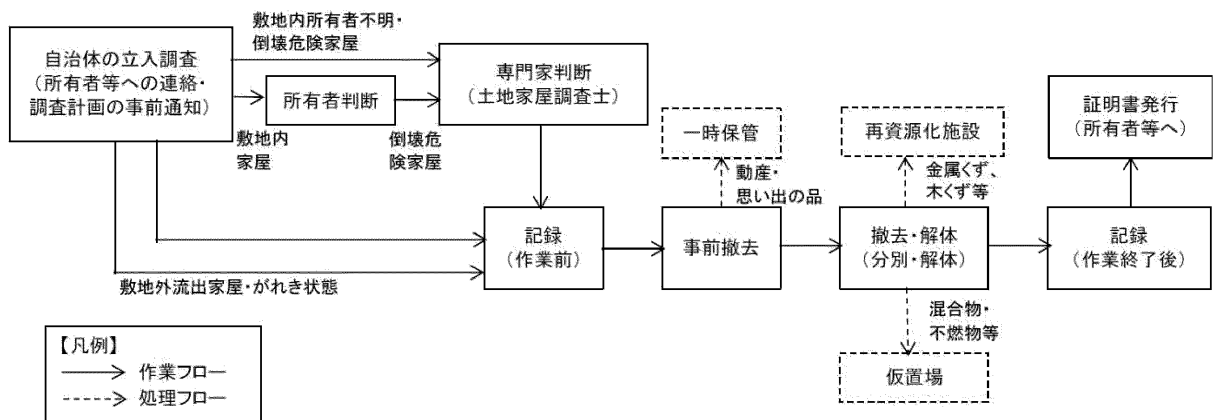 敷地内所有者不明・
倒壊危険家屋
自治体の立入調査
(所有者等への連絡・
調査計画の事前通知)
所有者判断
専門家判断
(土地家屋調査士)
敷地内
家屋
倒壊危
険家屋
一時保管
再資源化施設
証明書発行
(所有者等へ)
動産・
思い出の品
金属くず、
木くず等
記録
(作業前)
事前撤去
撤去・解体
(分別・解体)
記録
(作業終了後)
敷地外流出家屋・がれき状態
混合物・
不燃物等
仮置場
【凡例】
作業フロー
処理フロー